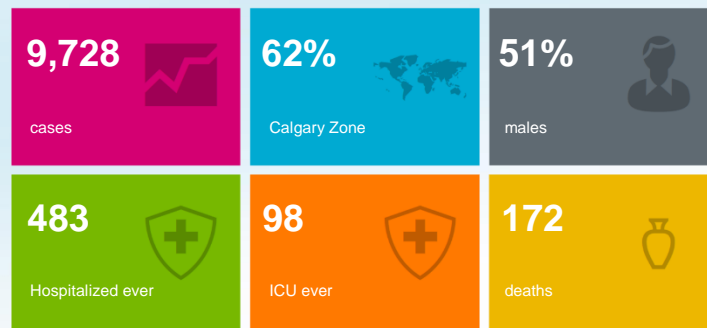 9,728
cases
62%
Calgary Zone
51%
males
483
Hospitalized ever
98
ICU ever
172
deaths